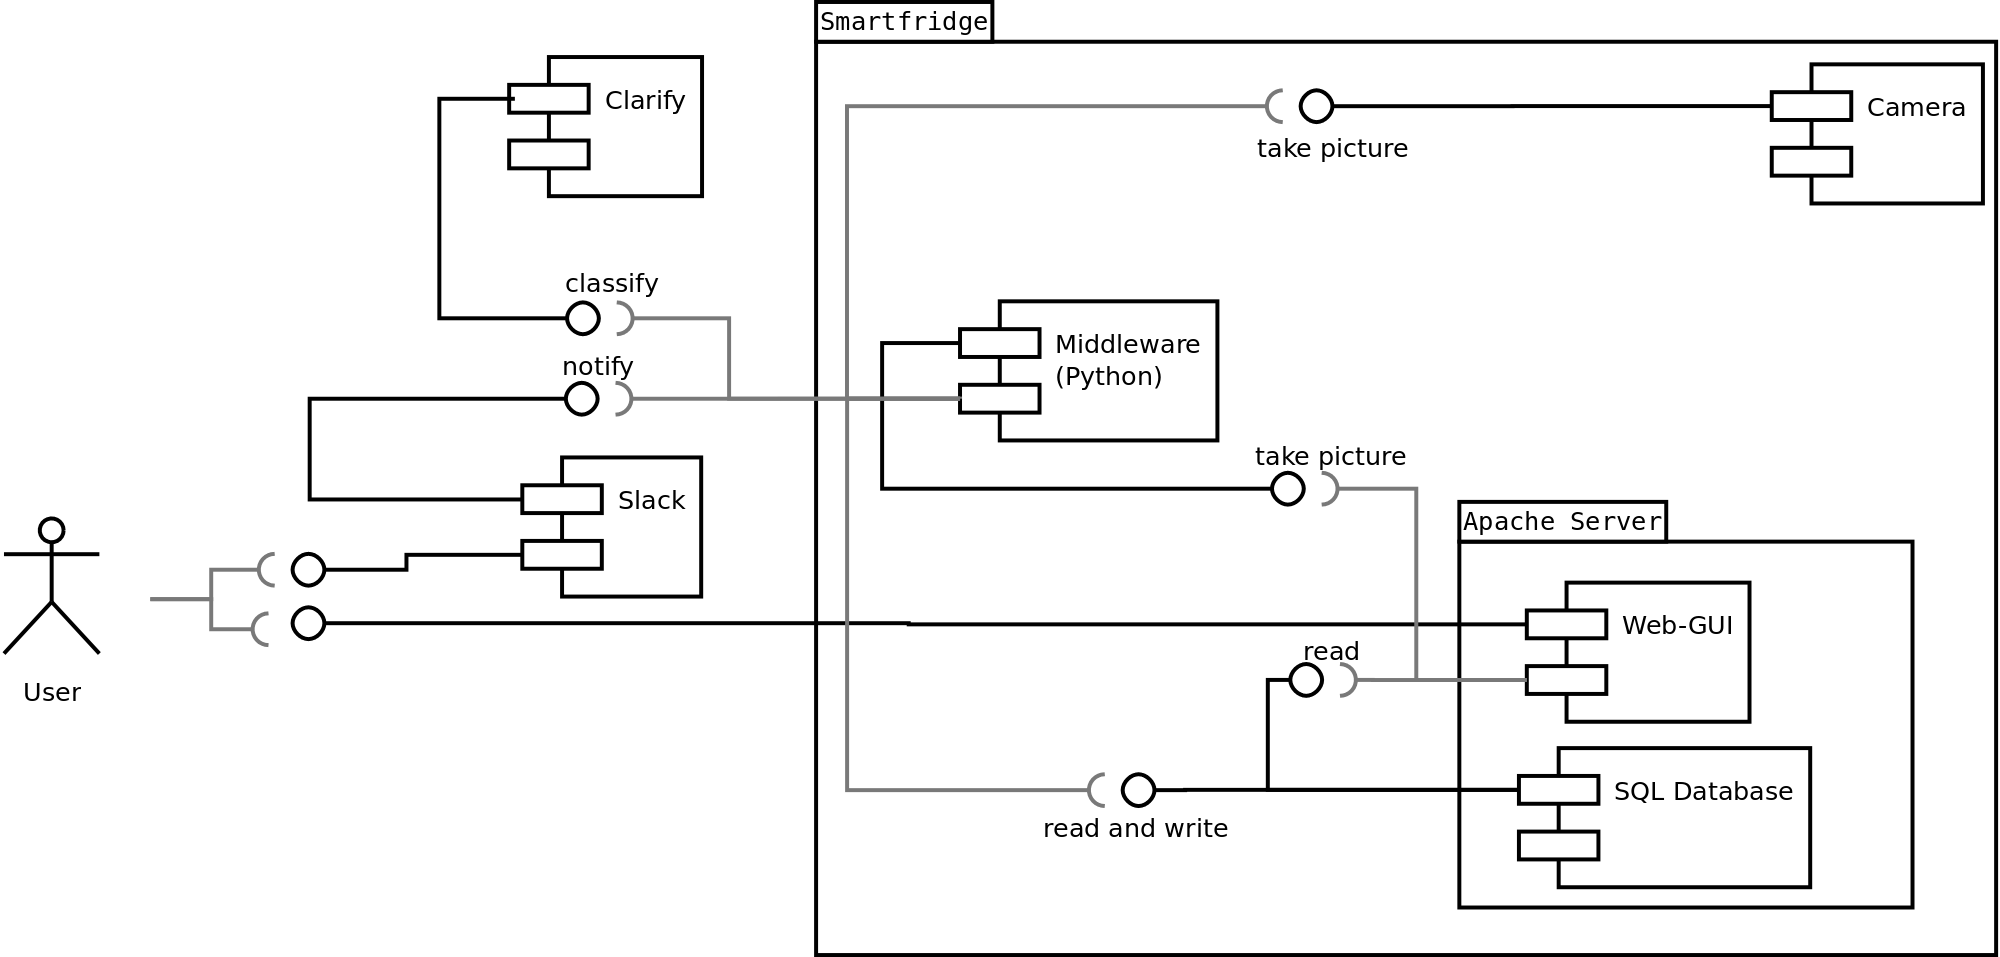 Smartfridge
Clarify
Camera
take picture
classify
Middleware
(Python)
notify
take picture
Slack
Apache Server
Web-GUI
read
User
SQL Database
read and write